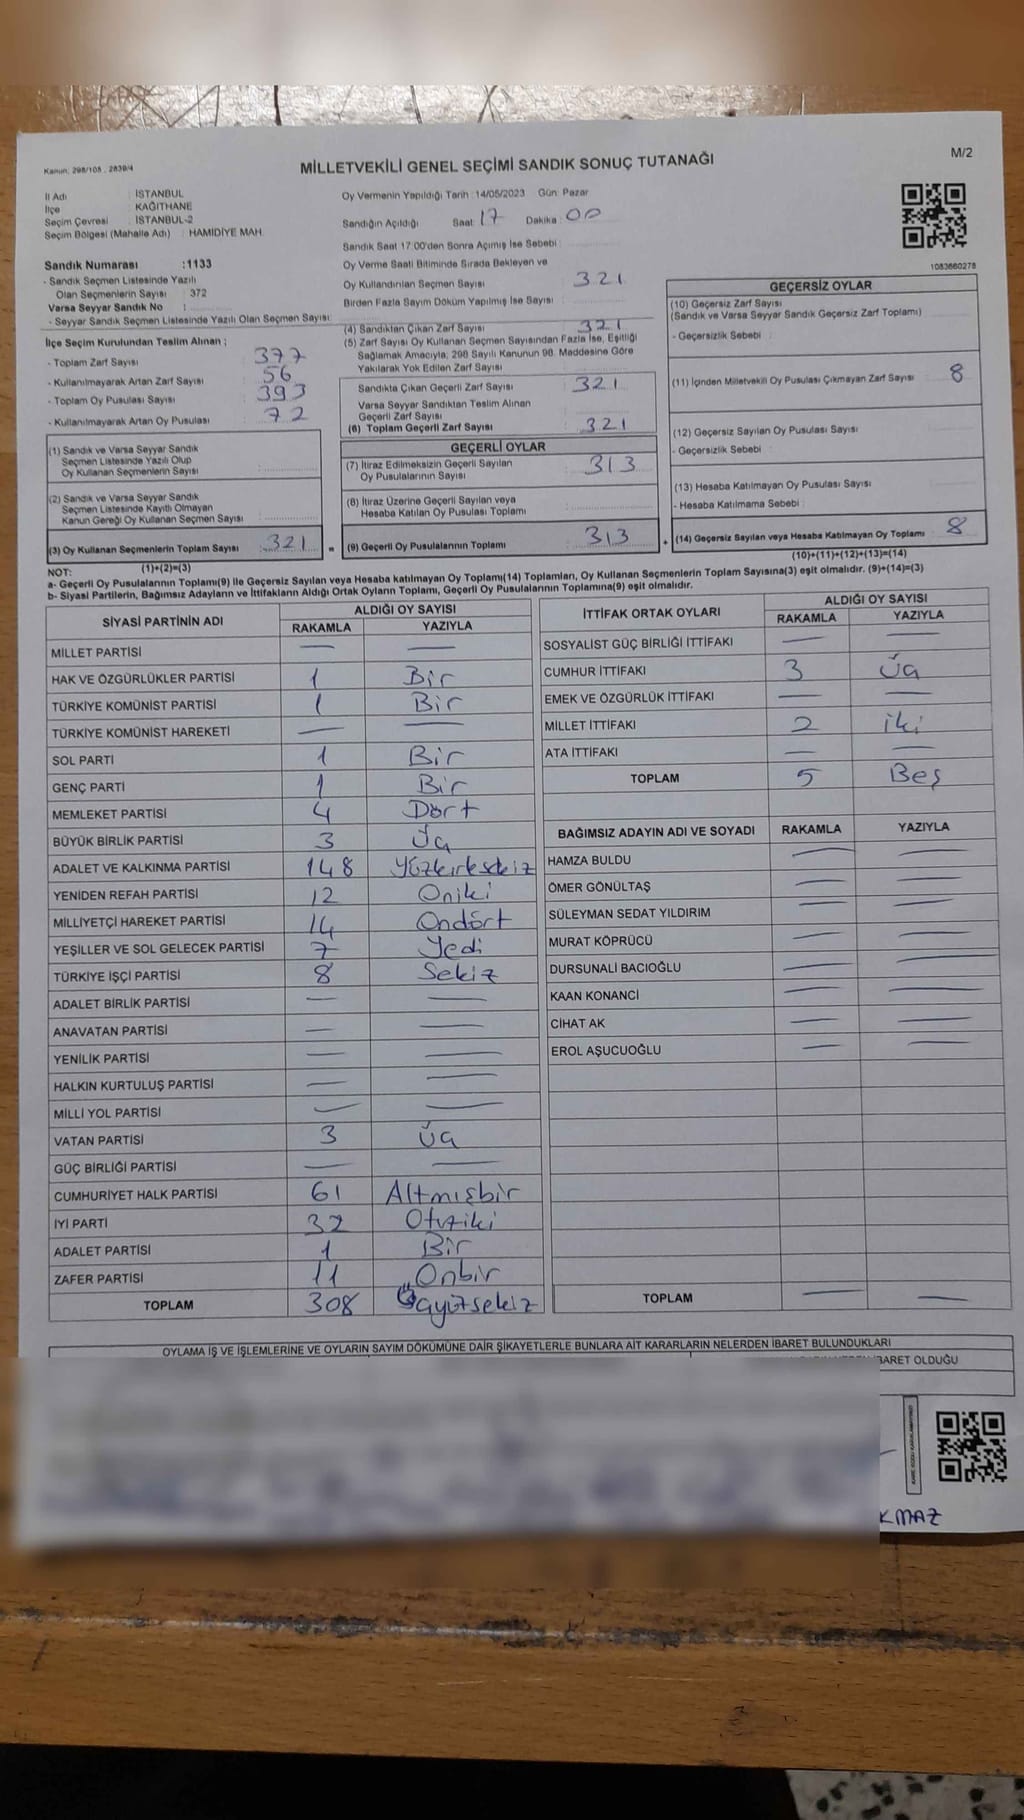 Kanun: 298/105 , 2839/4
MİLLETVEKİLİ GENEL SEÇİMİ SANDIK SONUÇ TUTANAĞI
M/2
İl Adı : İSTANBUL
İlçe : KAĞITHANE
Seçim Çevresi : İSTANBUL-2
Seçim Bölgesi (Mahalle Adı) : HAMİDİYE MAH.
Sandık Numarası :1133
- Sandık Seçmen Listesinde Yazılı
Olan Seçmenlerin Sayısı : 372
Varsa Seyyar Sandık No :
- Seyyar Sandık Seçmen Listesinde Yazılı Olan Seçmen Sayısı:
İlçe Seçim Kurulundan Teslim Alınan ;
- Toplam Zarf Sayısı : 377
- Kullanılmayarak Artan Zarf Sayısı : 56
- Toplam Oy Pusulası Sayısı : 393
- Kullanılmayarak Artan Oy Pusulası : 72
(1) Sandık ve Varsa Seyyar Sandık
Seçmen Listesinde Yazılı Olup
Oy Kullanan Seçmenlerin Sayısı :
(2) Sandık ve Varsa Seyyar Sandık
Seçmen Listesinde Kayıtlı Olmayan
Kanun Gereği Oy Kullanan Seçmen Sayısı :
(3) Oy Kullanan Seçmenlerin Toplam Sayısı : 321 =
(1)+(2)=(3)
Oy Vermenin Yapıldığı Tarih : 14/05/2023 Gün: Pazar
Sandığın Açıldığı Saat: 17 Dakika : 00
Sandık Saat 17:00'den Sonra Açımış İse Sebebi :
Oy Verme Saati Bitiminde Sırada Bekleyen ve
Oy Kullandırılan Seçmen Sayısı : 321
Birden Fazla Sayım Döküm Yapılmış İse Sayısı :
(4) Sandıktan Çıkan Zarf Sayısı : 321
(5) Zarf Sayısı Oy Kullanan Seçmen Sayısından Fazla İse, Eşitliği
Sağlamak Amacıyla, 298 Sayılı Kanunun 98. Maddesine Göre
Yakılarak Yok Edilen Zarf Sayısı :
Sandıkta Çıkan Geçerli Zarf Sayısı : 321
Varsa Seyyar Sandıktan Teslim Alınan
Geçerli Zarf Sayısı :
(6) Toplam Geçerli Zarf Sayısı : 321
GEÇERLİ OYLAR
(7) İtiraz Edilmeksizin Geçerli Sayılan
Oy Pusulalarının Sayısı : 313
(8) İtiraz Üzerine Geçerli Sayılan veya
Hesaba Katılan Oy Pusulası Toplamı :
(9) Geçerli Oy Pusulalarının Toplamı : 313 +
1083660278
GEÇERSİZ OYLAR
(10) Geçersiz Zarf Sayısı :
(Sandık ve Varsa Seyyar Sandık Geçersiz Zarf Toplamı)
- Geçersizlik Sebebi :
(11) İçinden Milletvekili Oy Pusulası Çıkmayan Zarf Sayısı : 8
(12) Geçersiz Sayılan Oy Pusulası Sayısı :
- Geçersizlik Sebebi :
(13) Hesaba Katılmayan Oy Pusulası Sayısı :
- Hesaba Katılmama Sebebi :
(14) Geçersiz Sayılan veya Hesaba Katılmayan Oy Toplamı : 8
(10)+(11)+(12)+(13)=(14)
NOT:
a- Geçerli Oy Pusulalarının Toplamı(9) ile Geçersiz Sayılan veya Hesaba katılmayan Oy Toplamı(14) Toplamları, Oy Kullanan Seçmenlerin Toplam Sayısına(3) eşit olmalıdır. (9)+(14)=(3)
b- Siyasi Partilerin, Bağımsız Adayların ve İttifakların Aldığı Ortak Oyların Toplamı, Geçerli Oy Pusulalarının Toplamına(9) eşit olmalıdır.
SİYASİ PARTİNİN ADI ALDIĞI OY SAYISI
RAKAMLA YAZIYLA
MİLLET PARTİSİ — —
HAK VE ÖZGÜRLÜKLER PARTİSİ 1 Bir
TÜRKİYE KOMÜNİST PARTİSİ 1 Bir
TÜRKİYE KOMÜNİST HAREKETİ — —
SOL PARTİ 1 Bir
GENÇ PARTİ 1 Bir
MEMLEKET PARTİSİ 4 Dört
BÜYÜK BİRLİK PARTİSİ 3 Üç
ADALET VE KALKINMA PARTİSİ 148 Yüzkırksekiz
YENİDEN REFAH PARTİSİ 12 Oniki
MİLLİYETÇİ HAREKET PARTİSİ 14 Ondört
YEŞİLLER VE SOL GELECEK PARTİSİ 7 Yedi
TÜRKİYE İŞÇİ PARTİSİ 8 Sekiz
ADALET BİRLİK PARTİSİ — —
ANAVATAN PARTİSİ — —
YENİLİK PARTİSİ — —
HALKIN KURTULUŞ PARTİSİ — —
MİLLİ YOL PARTİSİ — —
VATAN PARTİSİ 3 Üç
GÜÇ BİRLİĞİ PARTİSİ — —
CUMHURİYET HALK PARTİSİ 61 Altmışbir
İYİ PARTİ 32 Otuziki
ADALET PARTİSİ 1 Bir
ZAFER PARTİSİ 11 Onbir
TOPLAM 308 Üçyüzsekiz
İTTİFAK ORTAK OYLARI ALDIĞI OY SAYISI
RAKAMLA YAZIYLA
SOSYALİST GÜÇ BİRLİĞİ İTTİFAKI — —
CUMHUR İTTİFAKI 3 Üç
EMEK VE ÖZGÜRLÜK İTTİFAKI — —
MİLLET İTTİFAKI 2 iki
ATA İTTİFAKI — —
TOPLAM 5 Beş
BAĞIMSIZ ADAYIN ADI VE SOYADI RAKAMLA YAZIYLA
HAMZA BULDU — —
ÖMER GÖNÜLTAŞ — —
SÜLEYMAN SEDAT YILDIRIM — —
MURAT KÖPRÜCÜ — —
DURSUNALİ BACIOĞLU — —
KAAN KONANCİ — —
CİHAT AK — —
EROL AŞUCUOĞLU — —
TOPLAM — —
OYLAMA İŞ VE İŞLEMLERİNE VE OYLARIN SAYIM DÖKÜMÜNE DAİR ŞİKAYETLERLE BUNLARA AİT KARARLARIN NELERDEN İBARET BULUNDUKLARI
İBARET OLDUĞU
KMAZ